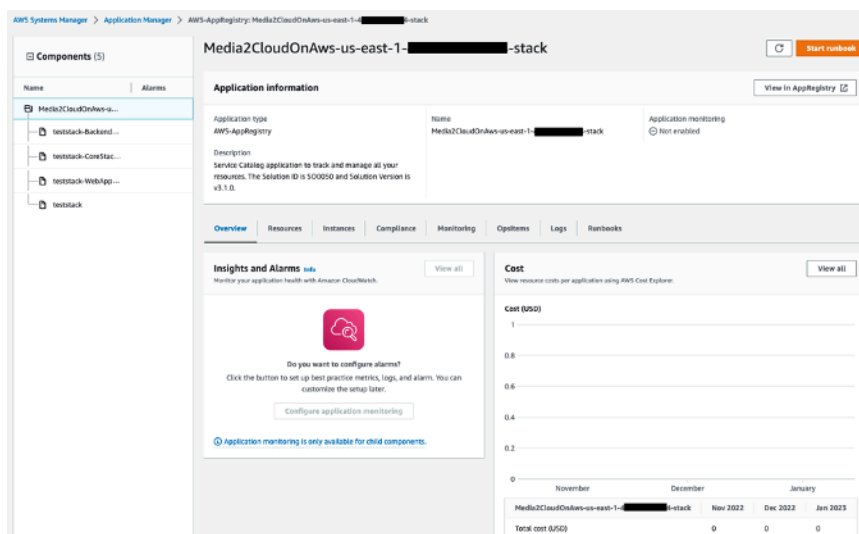 AWS Systems Manager > Application Manager > AWS-AppRegistry: Media2CloudOnAws-us-east-1-4 4-stack
Components (5)
Name Alarms
Media2CloudOnAws-u...
teststack-Backend...
teststack-CoreStac...
teststack-WebApp...
teststack
Media2CloudOnAws-us-east-1- -stack
Start runbook
Application information
View in AppRegistry
Application type
AWS-AppRegistry
Name
Media2CloudOnAws-us-east-1- -stack
Application monitoring
Not enabled
Description
Service Catalog application to track and manage all your
resources. The Solution ID is SO0050 and Solution Version is
v3.1.0.
Overview Resources Instances Compliance Monitoring OpsItems Logs Runbooks
Insights and Alarms Info
View all
Monitor your application health with Amazon CloudWatch.
Do you want to configure alarms?
Click the button to set up best practice metrics, logs, and alarm. You can
customize the setup later.
Configure application monitoring
Application monitoring is only available for child components.
Cost
View all
View resource costs per application using AWS Cost Explorer.
Cost (USD)
1
0.8
0.6
0.4
0.2
0
November December January
Media2CloudOnAws-us-east-1-4 4-stack Nov 2022 Dec 2022 Jan 2023
Total cost (USD) 0 0 0